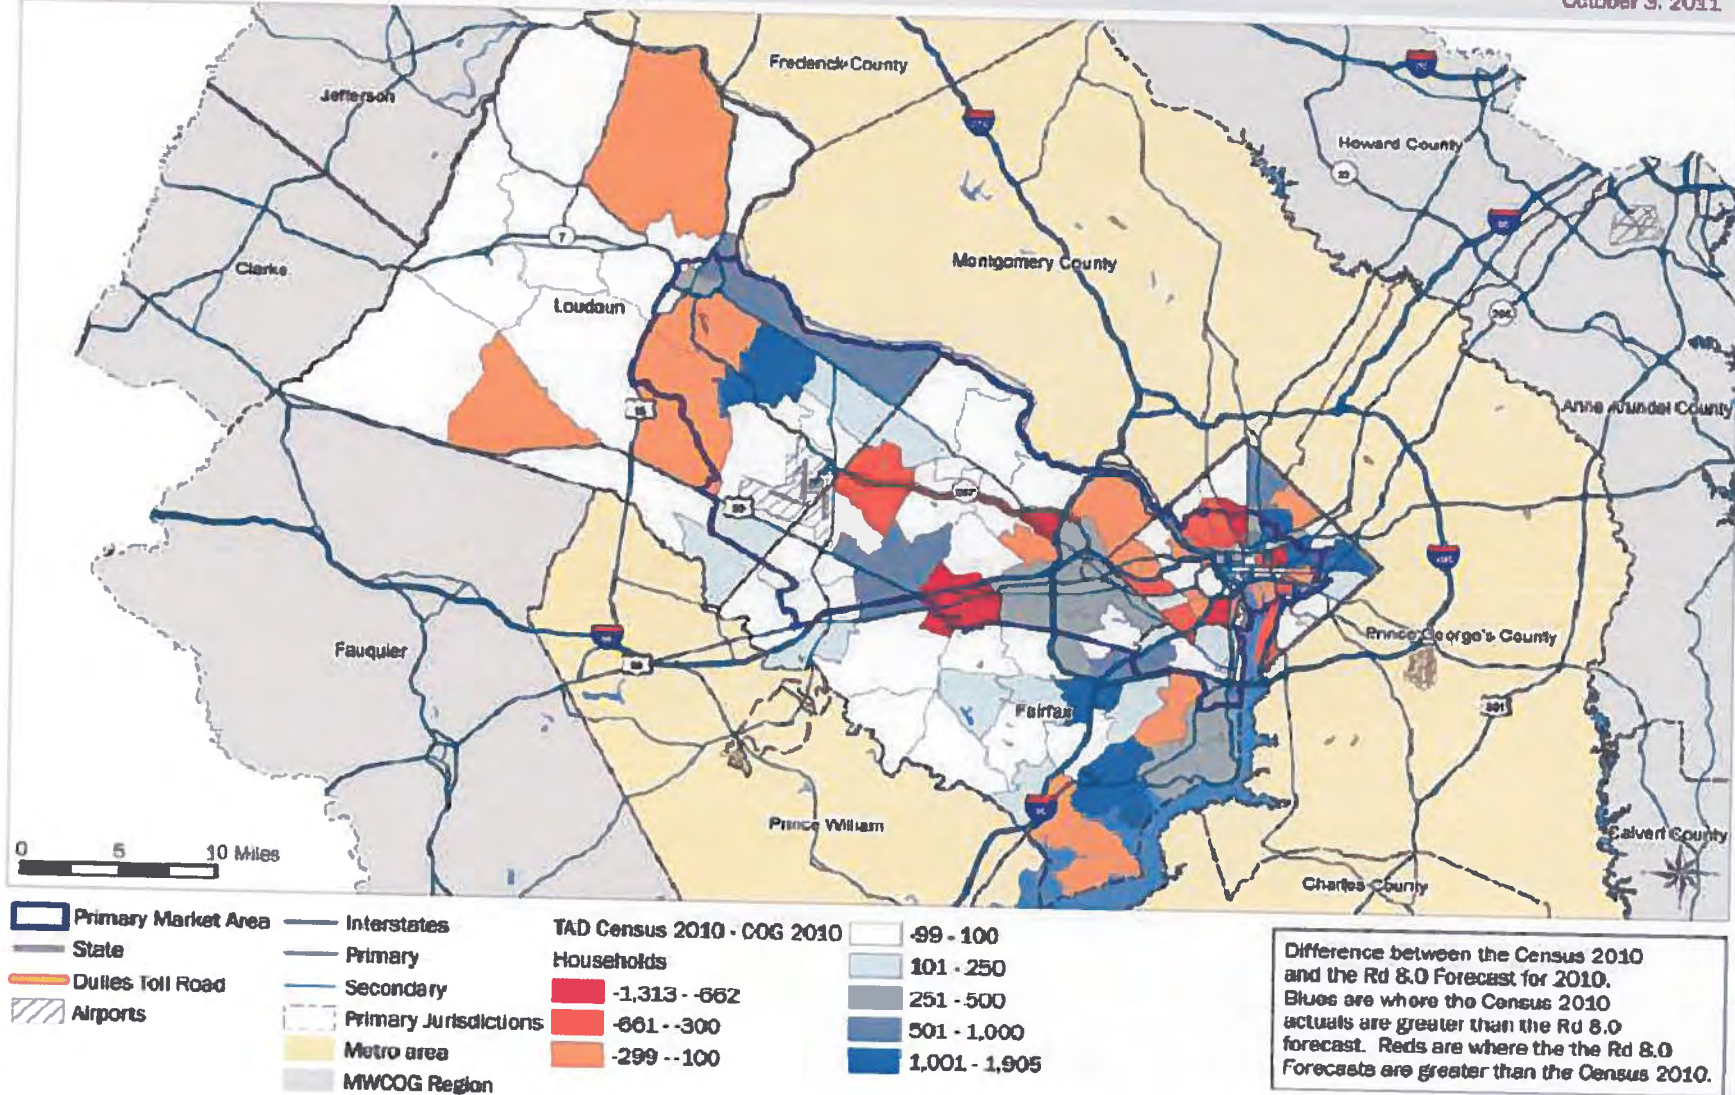 October 3, 2011
Frederick County
Jefferson
Howard County
Clarke
Montgomery County
Loudoun
7
15
50
Anne Arundel County
Fauquier
66
Prince George's County
301
Fairfax
Prince William
Calvert County
Charles County
0 5 10 Miles
Primary Market Area
State
Dulles Toll Road
Airports
Interstates
Primary
Secondary
Primary Jurisdictions
Metro area
MWCOG Region
TAD Census 2010 - COG 2010
Households
-1,313 - -662
-661 - -300
-299 - -100
-99 - 100
101 - 250
251 - 500
501 - 1,000
1,001 - 1,905
Difference between the Census 2010
and the Rd 8.0 Forecast for 2010.
Blues are where the Census 2010
actuals are greater than the Rd 8.0
forecast. Reds are where the the Rd 8.0
Forecasts are greater than the Census 2010.